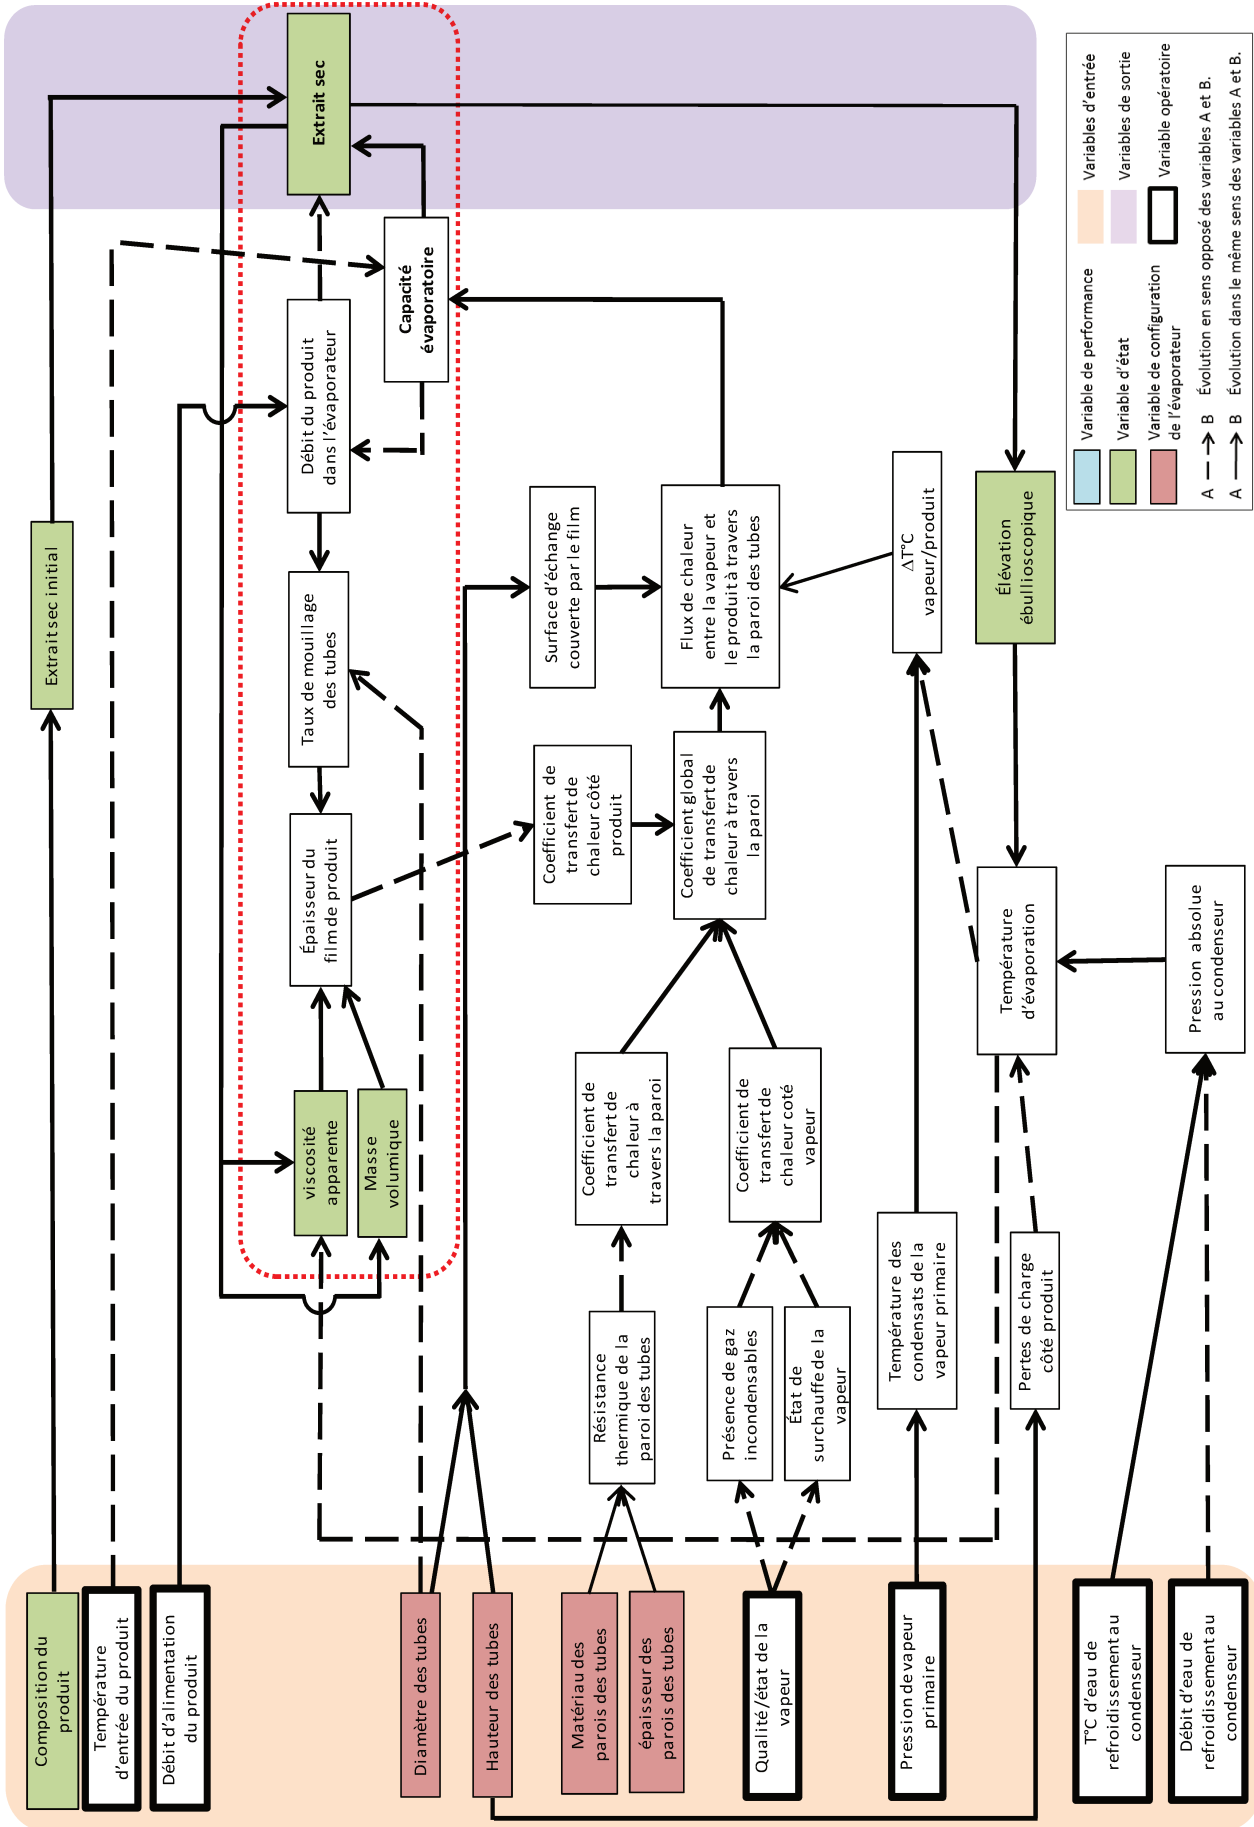 Composition du
produit
Température
d'entrée du produit
Débit d'alimentation
du produit
Diamètre des tubes
Hauteur des tubes
Matériau des
parois des tubes
épaisseur des
parois des tubes
Qualité/état de la
vapeur
Pression de vapeur
primaire
T°C d'eau de
refroidissement au
condenseur
Débit d'eau de
refroidissement au
condenseur
Résistance
thermique de la
paroi des tubes
Présence de gaz
incondensables
État de
surchauffe de la
vapeur
Température des
condensats de la
vapeur primaire
Pertes de charge
côté produit
viscosité
apparente
Masse
volumique
Coefficient de
transfert de
chaleur à
travers la paroi
Coefficient de
transfert de
chaleur coté
vapeur
Épaisseur du
film de produit
Coefficient de
transfert de
chaleur côté
produit
Coefficient global
de transfert de
chaleur à travers
la paroi
Température
d'évaporation
Pression absolue
au condenseur
Extrait sec initial
Taux de mouillage
des tubes
Surface d'échange
couverte par le film
Flux de chaleur
entre la vapeur et
le produit à travers
la paroi des tubes
ΔT°C
vapeur/produit
Élévation
ébullioscopique
Débit du produit
dans l'évaporateur
Capacité
évaporatoire
Extrait sec
Variable de performance
Variable d'état
Variable de configuration
de l'évaporateur
Variables d'entrée
Variables de sortie
Variable opératoire
A B Évolution en sens opposé des variables A et B.
A B Évolution dans le même sens des variables A et B.